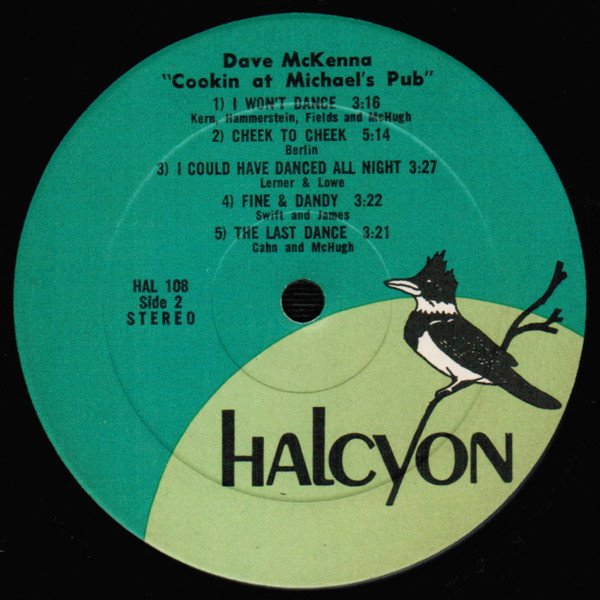 Dave McKenna
"Cookin at Michael's Pub"
1) I WON'T DANCE 3:16
Kern, Hammerstein, Fields and McHugh
2) CHEEK TO CHEEK 5:14
Berlin
3) I COULD HAVE DANCED ALL NIGHT 3:27
Lerner & Lowe
4) FINE & DANDY 3:22
Swift and James
5) THE LAST DANCE 3:21
Cahn and McHugh
HAL 108
Side 2
STEREO
HALCYON